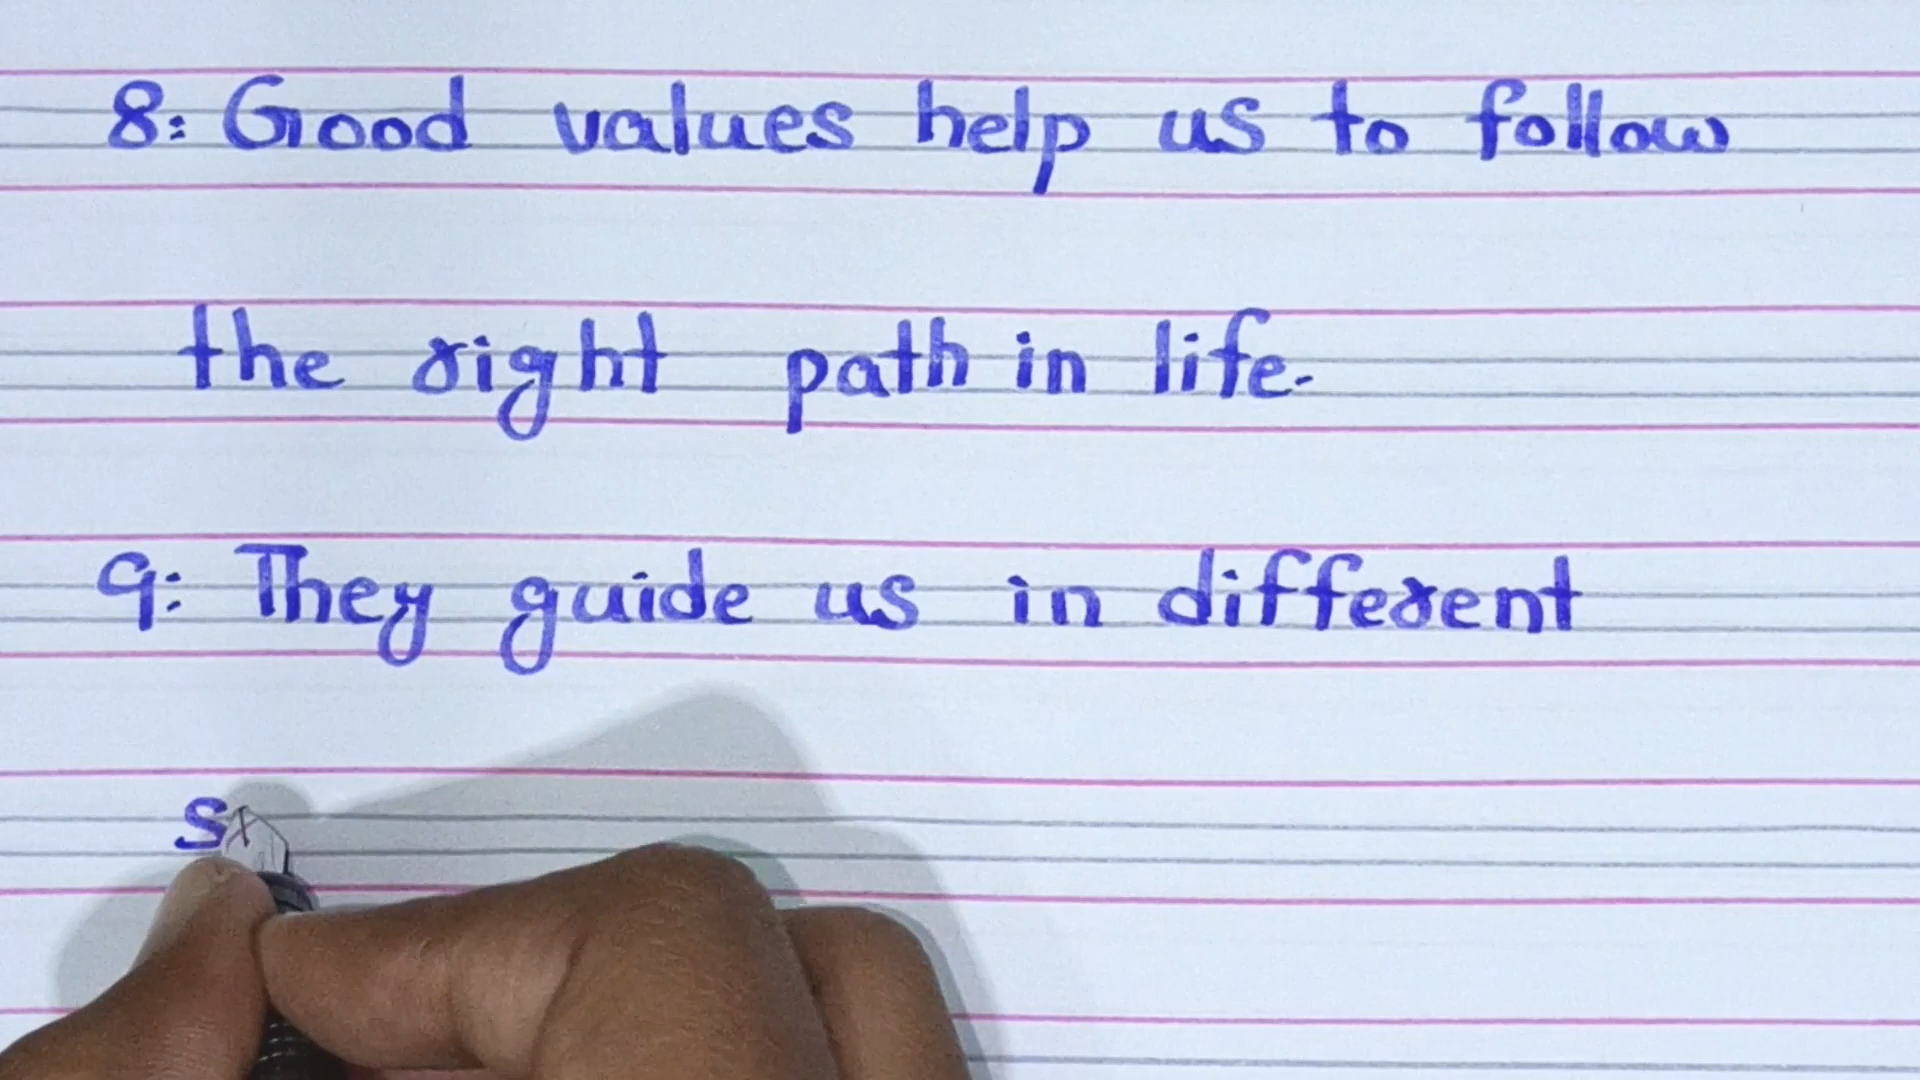 8: Good values help us to follow
the right path in life.
9: They guide us in different
s